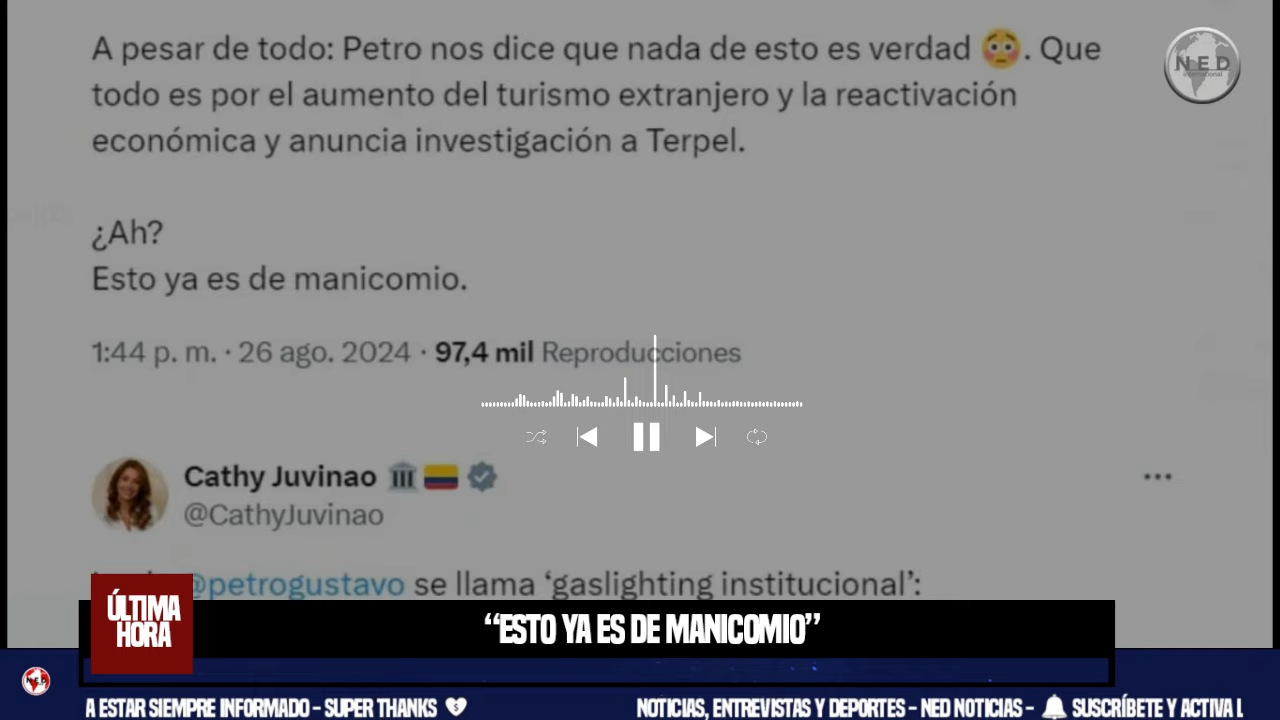 A pesar de todo: Petro nos dice que nada de esto es verdad 😳. Que
todo es por el aumento del turismo extranjero y la reactivación
económica y anuncia investigación a Terpel.
¿Ah?
Esto ya es de manicomio.
1:44 p. m. · 26 ago. 2024 · 97,4 mil Reproducciones
Cathy Juvinao 🏛️🇨🇴
@CathyJuvinao
@petrogustavo se llama ‘gaslighting institucional’:
NED
international
ÚLTIMA
HORA
“ESTO YA ES DE MANICOMIO”
NED
A ESTAR SIEMPRE INFORMADO - SUPER THANKS
NOTICIAS, ENTREVISTAS Y DEPORTES - NED NOTICIAS - 🔔 SUSCRÍBETE Y ACTIVA L